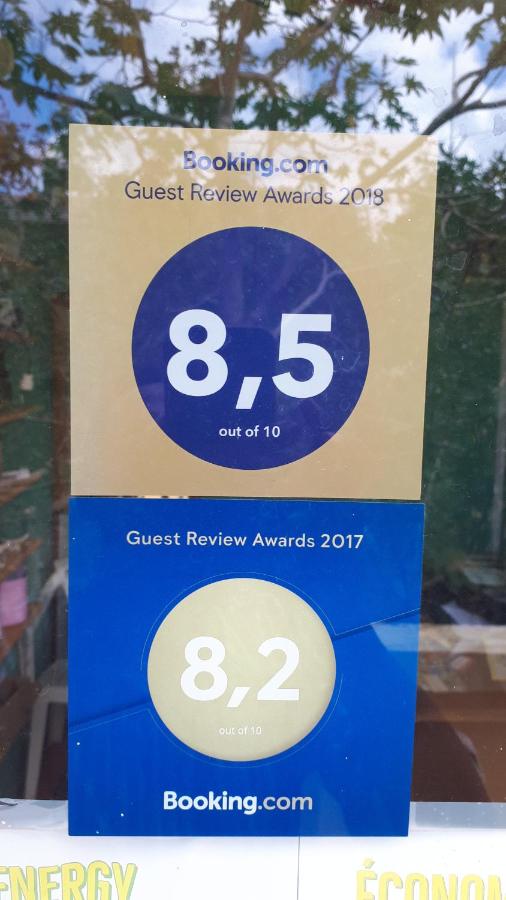 Booking.com
Guest Review Awards 2018
8,5
out of 10
Guest Review Awards 2017
8,2
out of 10
Booking.com
ENERGY